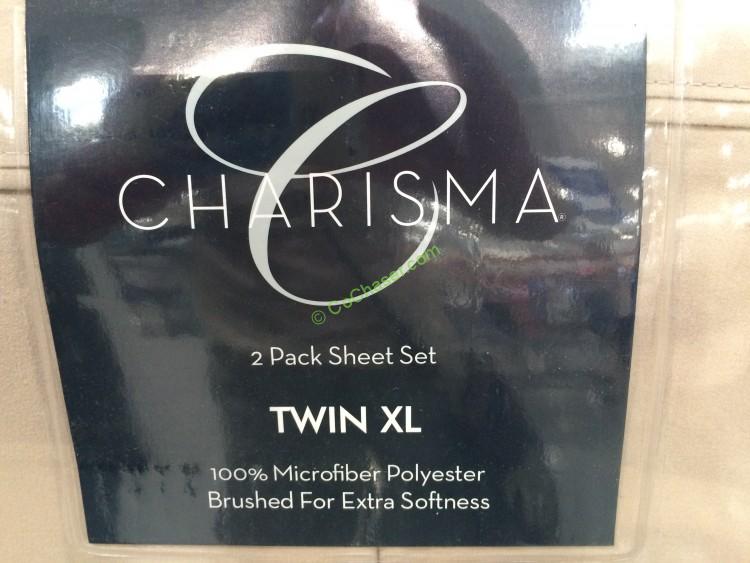 CHARISMA®
© CoChaser.com
2 Pack Sheet Set
TWIN XL
100% Microfiber Polyester
Brushed For Extra Softness